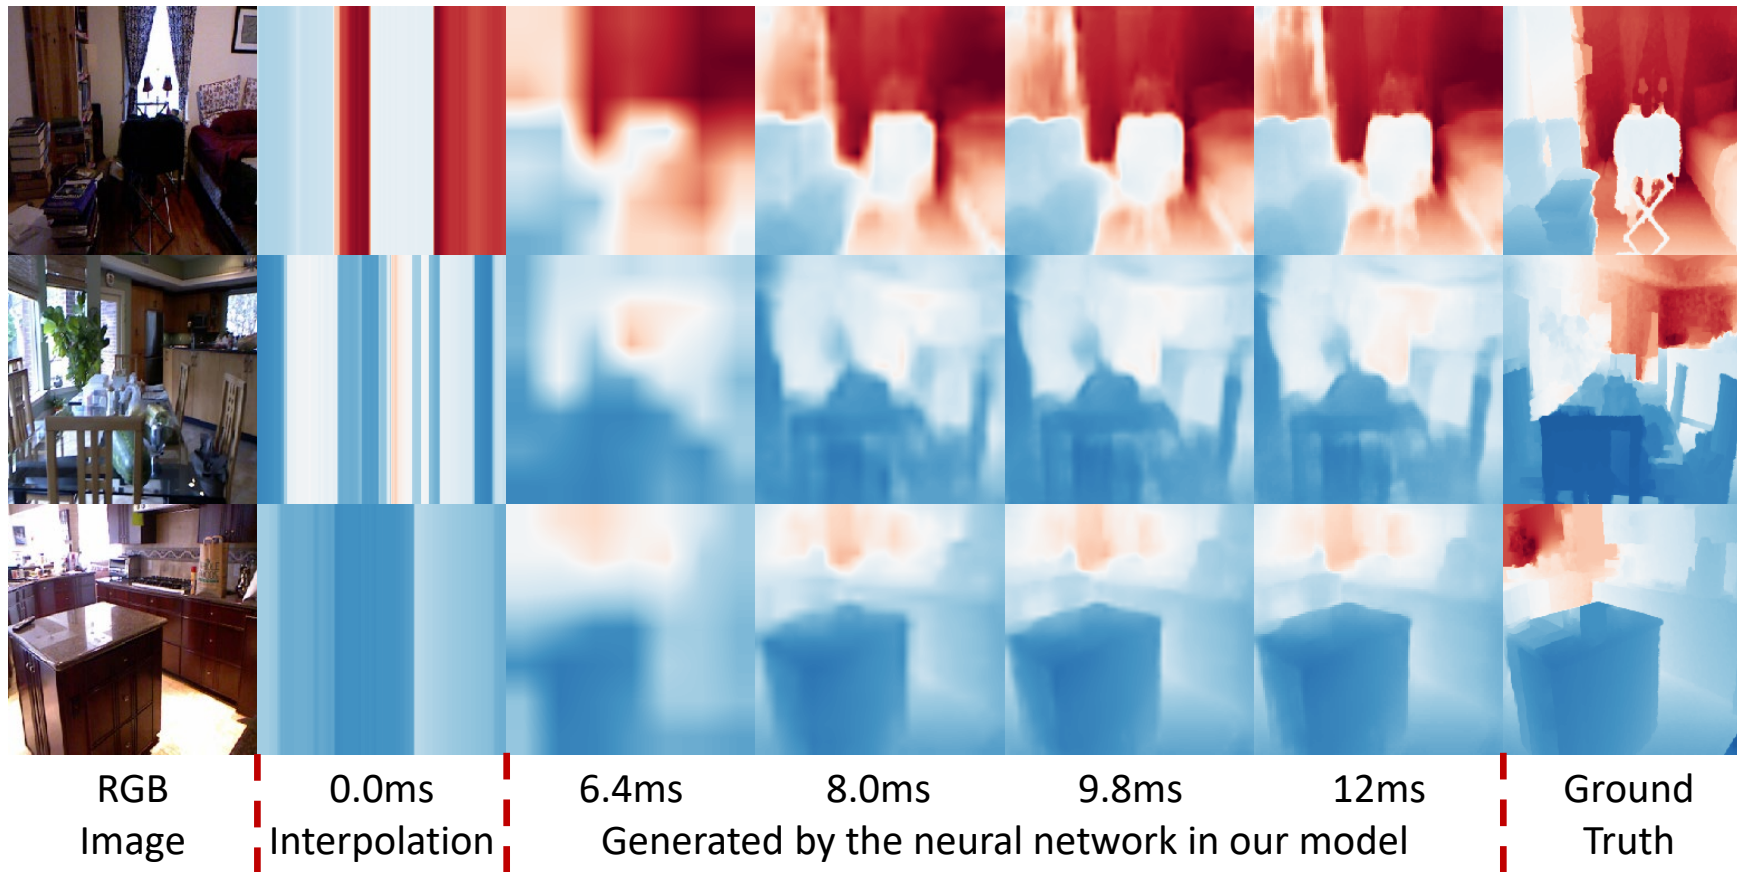 RGB Image
0.0ms Interpolation
6.4ms 8.0ms 9.8ms 12ms
Generated by the neural network in our model
Ground Truth